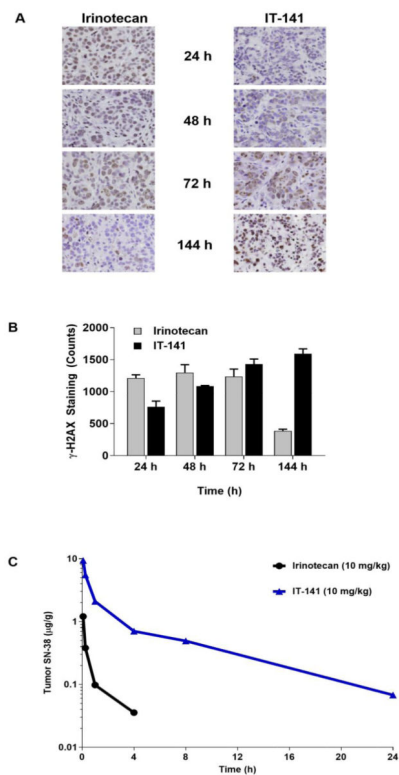 A
Irinotecan
IT-141
24 h
48 h
72 h
144 h
B
γ-H2AX Staining (Counts)
2000
1500
1000
500
0
Irinotecan
IT-141
24 h 48 h 72 h 144 h
Time (h)
C
Tumor SN-38 (μg/g)
10
1
0.1
0.01
Irinotecan (10 mg/kg)
IT-141 (10 mg/kg)
0 4 8 12 16 20 24
Time (h)